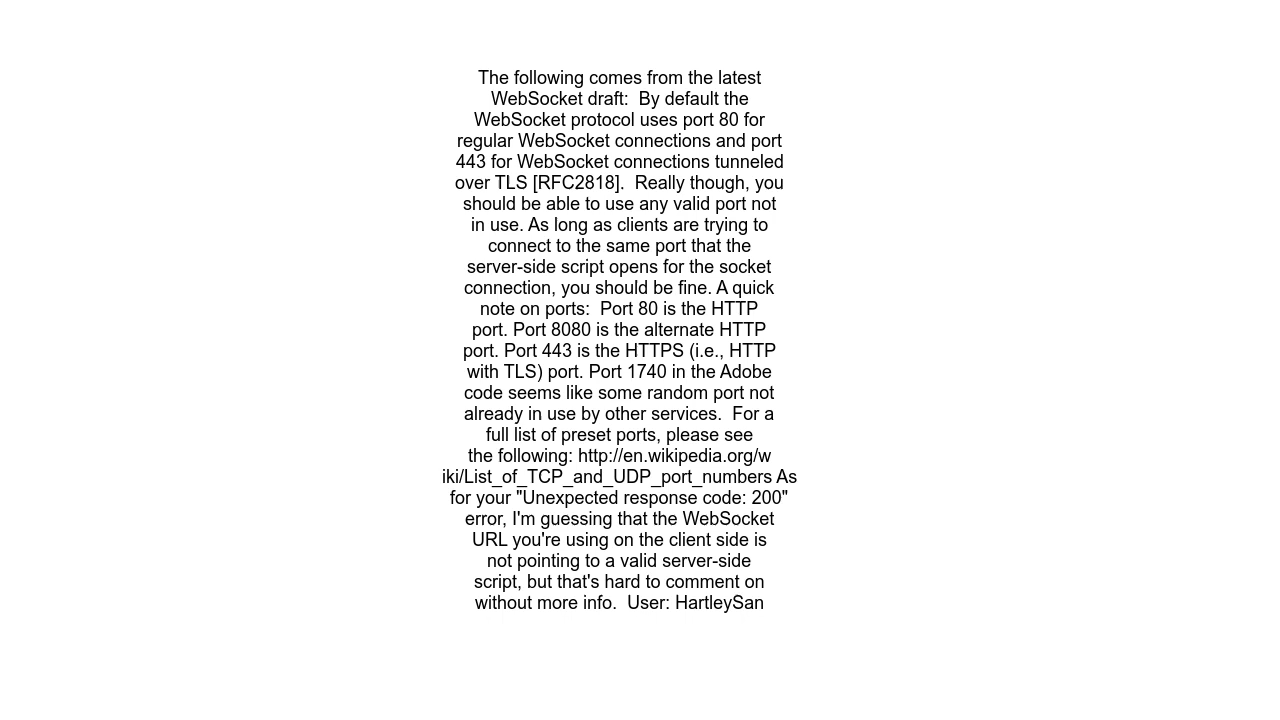 The following comes from the latest
WebSocket draft:  By default the
WebSocket protocol uses port 80 for
regular WebSocket connections and port
443 for WebSocket connections tunneled
over TLS [RFC2818].  Really though, you
should be able to use any valid port not
in use. As long as clients are trying to
connect to the same port that the
server-side script opens for the socket
connection, you should be fine. A quick
note on ports:  Port 80 is the HTTP
port. Port 8080 is the alternate HTTP
port. Port 443 is the HTTPS (i.e., HTTP
with TLS) port. Port 1740 in the Adobe
code seems like some random port not
already in use by other services.  For a
full list of preset ports, please see
the following: http://en.wikipedia.org/w
iki/List_of_TCP_and_UDP_port_numbers As
for your "Unexpected response code: 200"
error, I'm guessing that the WebSocket
URL you're using on the client side is
not pointing to a valid server-side
script, but that's hard to comment on
without more info.  User: HartleySan